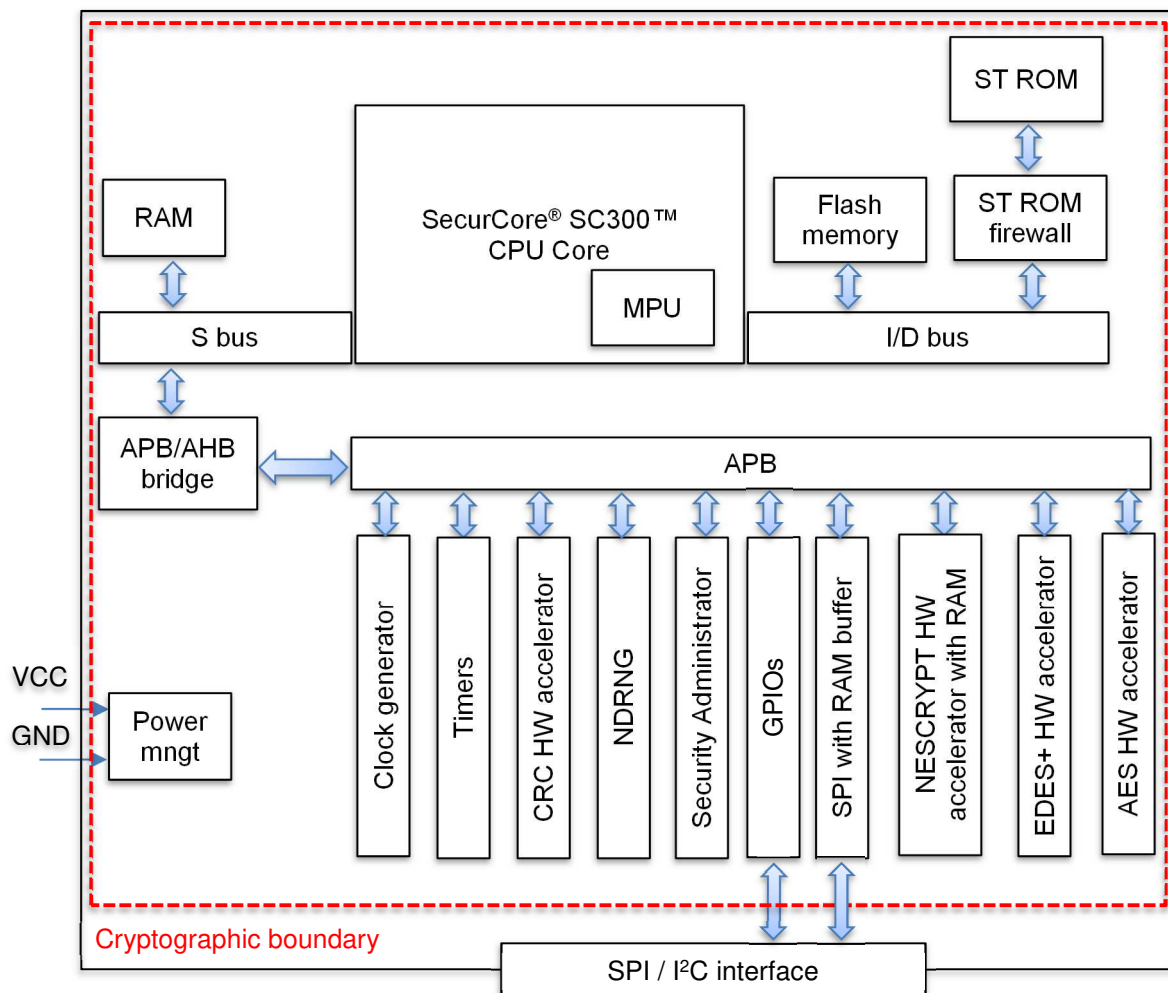 ST ROM
RAM
SecurCore® SC300™
CPU Core
MPU
Flash
memory
ST ROM
firewall
S bus
I/D bus
APB/AHB
bridge
APB
VCC
GND
Power
mngt
Clock generator
Timers
CRC HW accelerator
NDRNG
Security Administrator
GPIOs
SPI with RAM buffer
NESCRYPT HW
accelerator with RAM
EDES+ HW accelerator
AES HW accelerator
Cryptographic boundary
SPI / I²C interface